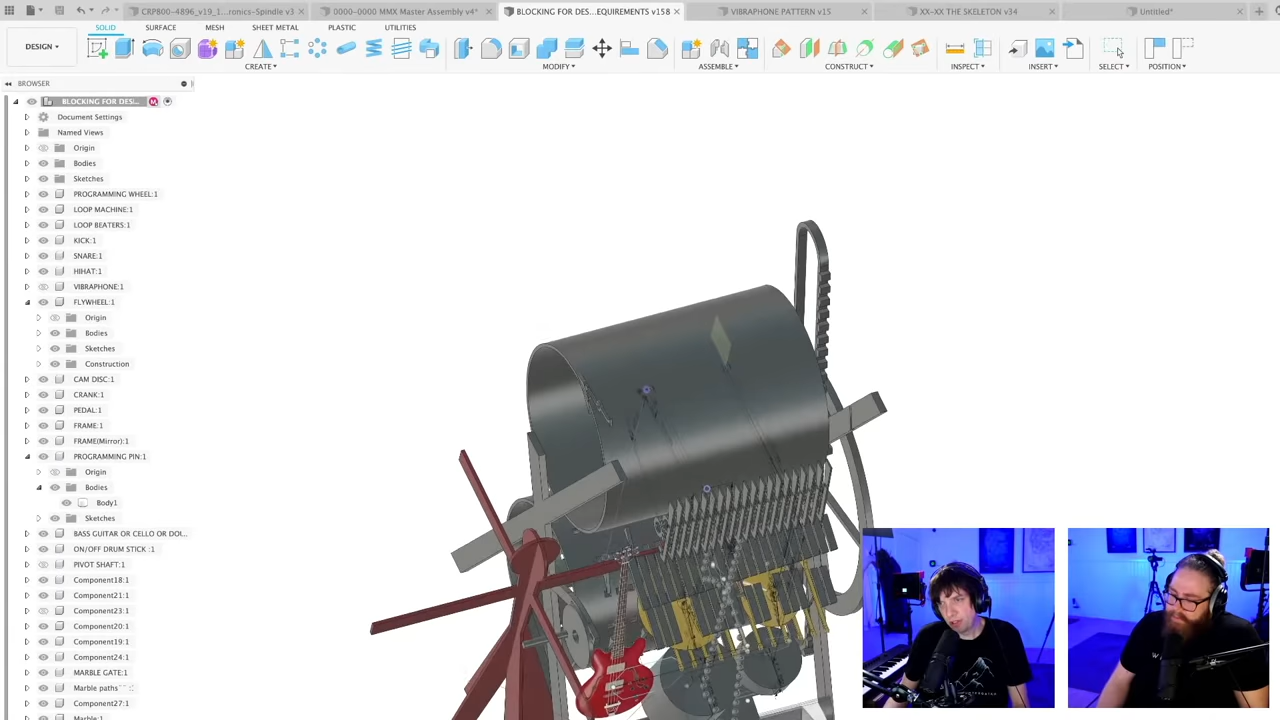 CRP800-4896_v19_1...ronics-Spindle v3
0000-0000 MMX Master Assembly v4*
BLOCKING FOR DES...EQUIREMENTS v158
VIBRAPHONE PATTERN v15
XX-XX THE SKELETON v34
Untitled*
DESIGN
SOLID
SURFACE
MESH
SHEET METAL
PLASTIC
UTILITIES
CREATE
MODIFY
ASSEMBLE
CONSTRUCT
INSPECT
INSERT
SELECT
POSITION
BROWSER
BLOCKING FOR DES...
Document Settings
Named Views
Origin
Bodies
Sketches
PROGRAMMING WHEEL:1
LOOP MACHINE:1
LOOP BEATERS:1
KICK:1
SNARE:1
HIHAT:1
VIBRAPHONE:1
FLYWHEEL:1
Origin
Bodies
Sketches
Construction
CAM DISC:1
CRANK:1
PEDAL:1
FRAME:1
FRAME(Mirror):1
PROGRAMMING PIN:1
Origin
Bodies
Body1
Sketches
BASS GUITAR OR CELLO OR DOU...
ON/OFF DRUM STICK :1
PIVOT SHAFT:1
Component18:1
Component21:1
Component23:1
Component20:1
Component19:1
Component24:1
MARBLE GATE:1
Marble paths
Component27:1
Marble:1